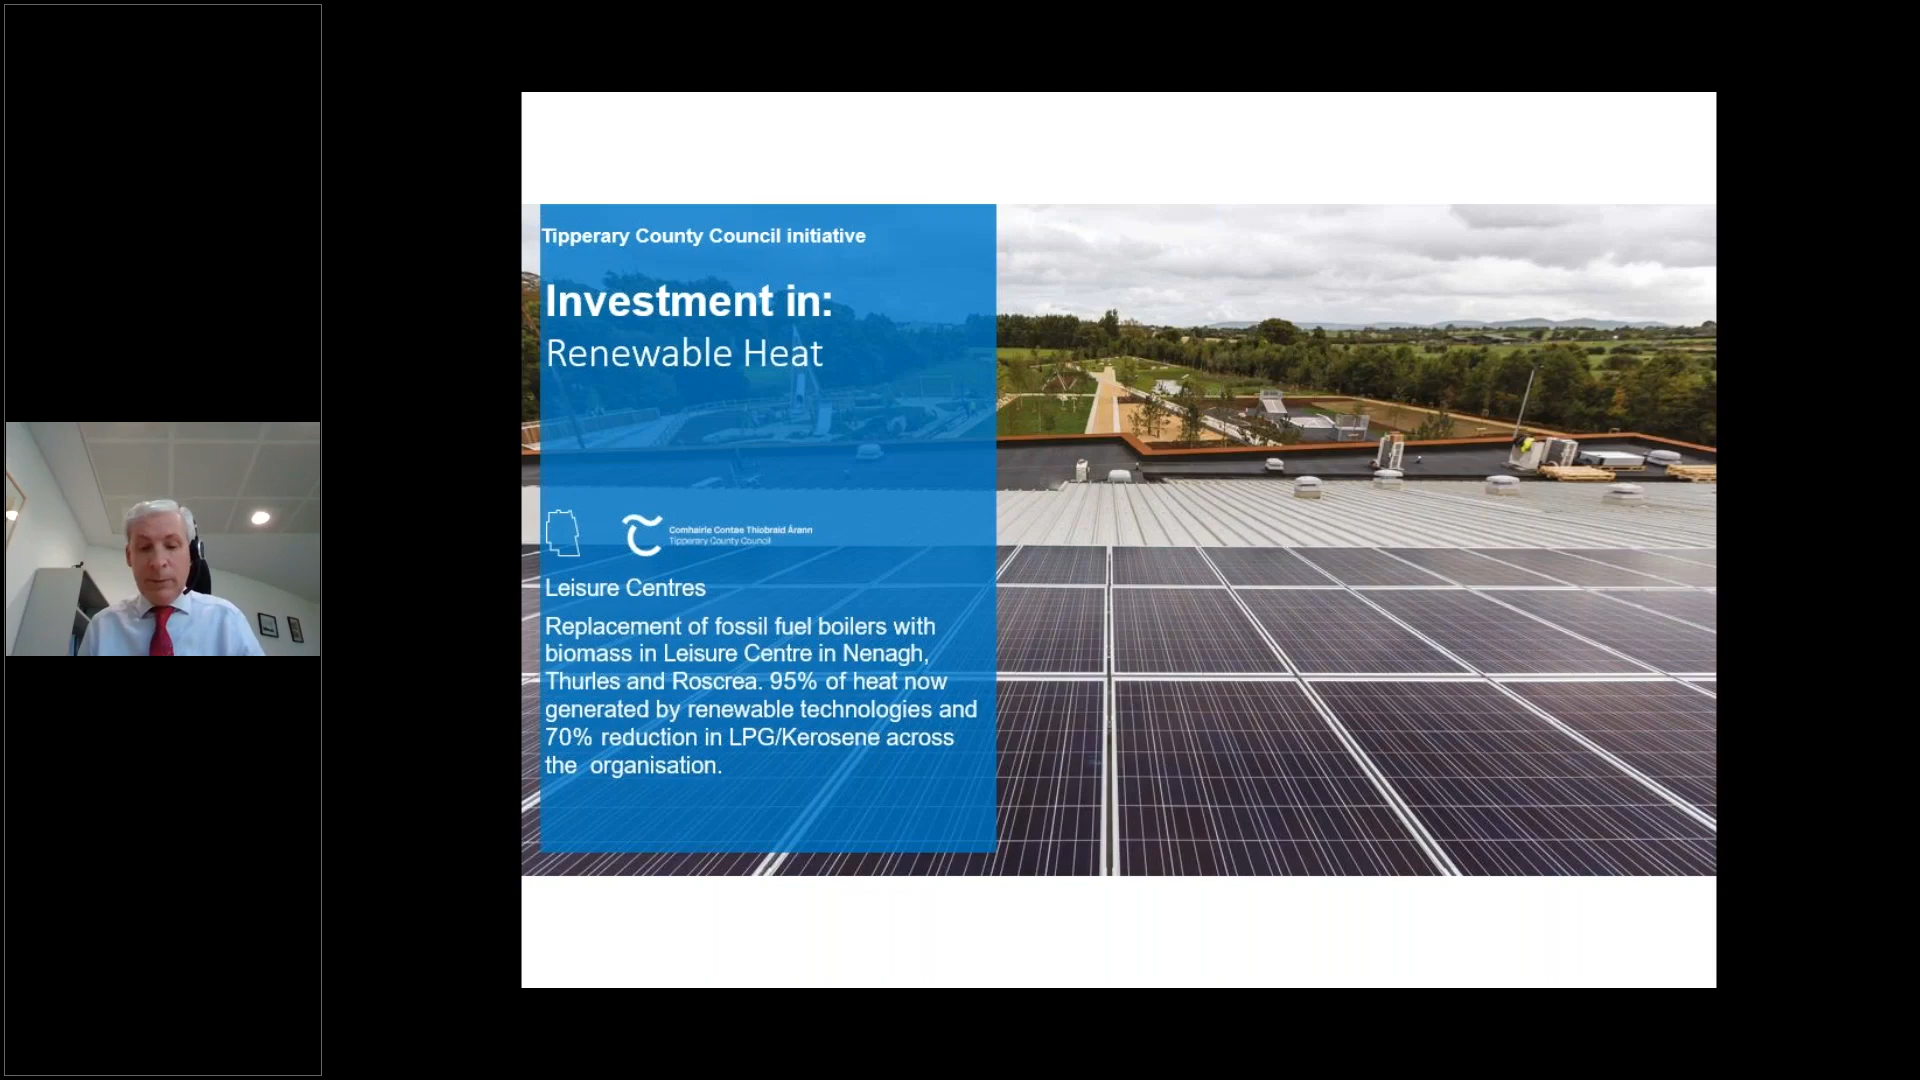 Tipperary County Council initiative
Investment in:
Renewable Heat
Comhairle Contae Thiobraid Árann
Tipperary County Council
Leisure Centres
Replacement of fossil fuel boilers with
biomass in Leisure Centre in Nenagh,
Thurles and Roscrea. 95% of heat now
generated by renewable technologies and
70% reduction in LPG/Kerosene across
the  organisation.